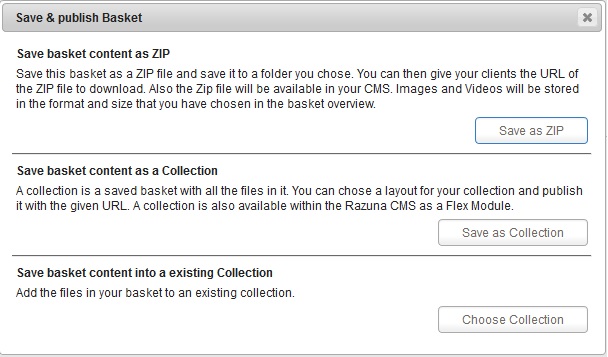 Save & publish Basket
Save basket content as ZIP
Save this basket as a ZIP file and save it to a folder you chose. You can then give your clients the URL of
the ZIP file to download. Also the Zip file will be available in your CMS. Images and Videos will be stored
in the format and size that you have chosen in the basket overview.
Save as ZIP
Save basket content as a Collection
A collection is a saved basket with all the files in it. You can chose a layout for your collection and publish
it with the given URL. A collection is also available within the Razuna CMS as a Flex Module.
Save as Collection
Save basket content into a existing Collection
Add the files in your basket to an existing collection.
Choose Collection